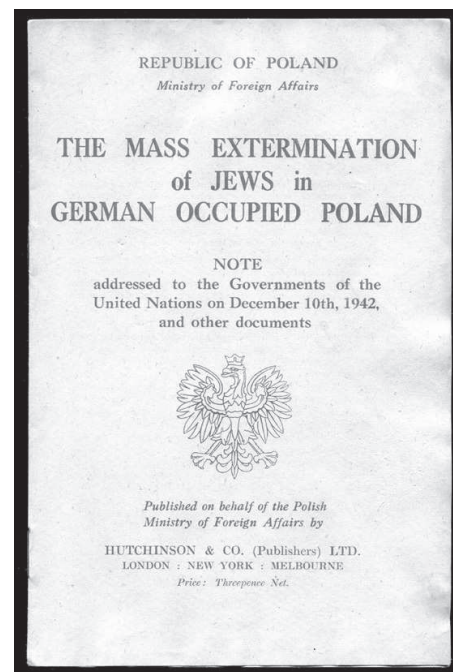 REPUBLIC OF POLAND
Ministry of Foreign Affairs
THE MASS EXTERMINATION
of JEWS in
GERMAN OCCUPIED POLAND
NOTE
addressed to the Governments of the
United Nations on December 10th, 1942,
and other documents
Published on behalf of the Polish
Ministry of Foreign Affairs by
HUTCHINSON & CO. (Publishers) LTD.
LONDON : NEW YORK : MELBOURNE
Price: Threepence Net.